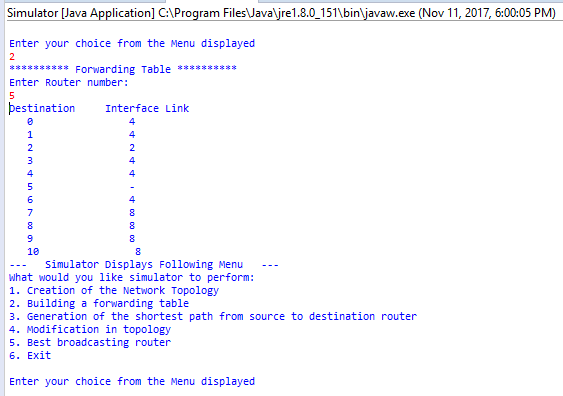 Simulator [Java Application] C:\Program Files\Java\jre1.8.0_151\bin\javaw.exe (Nov 11, 2017, 6:00:05 PM)
Enter your choice from the Menu displayed
2
********** Forwarding Table **********
Enter Router number:
5
Destination     Interface Link
0     4
1     4
2     2
3     4
4     4
5     -
6     4
7     8
8     8
9     8
10     8
---   Simulator Displays Following Menu   ---
What would you like simulator to perform:
1. Creation of the Network Topology
2. Building a forwarding table
3. Generation of the shortest path from source to destination router
4. Modification in topology
5. Best broadcasting router
6. Exit
Enter your choice from the Menu displayed